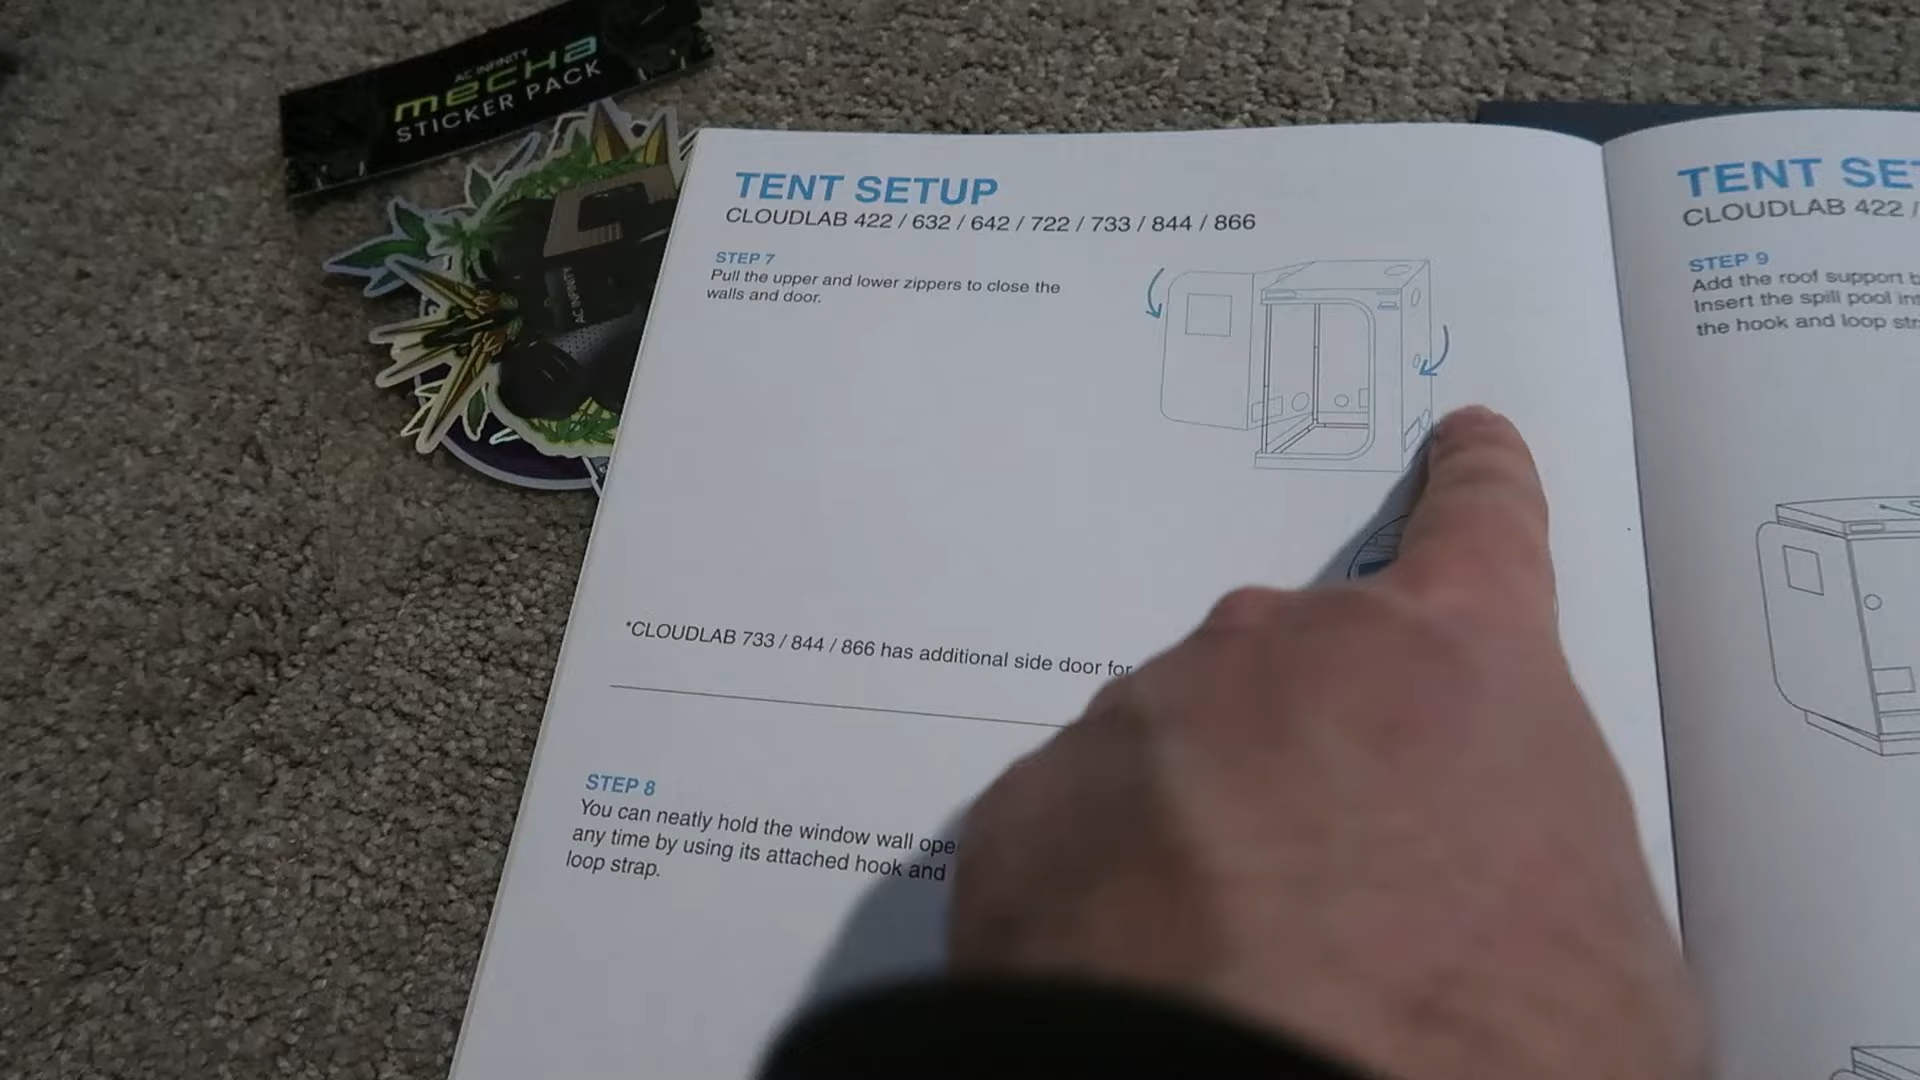 AC INFINITY
mecha
STICKER PACK
AC INFINITY
TENT SETUP
CLOUDLAB 422 / 632 / 642 / 722 / 733 / 844 / 866
STEP 7
Pull the upper and lower zippers to close the
walls and door.
*CLOUDLAB 733 / 844 / 866 has additional side door for
STEP 8
You can neatly hold the window wall ope
any time by using its attached hook and
loop strap.
TENT SE
CLOUDLAB 422 /
STEP 9
Add the roof support b
Insert the spill pool in
the hook and loop str